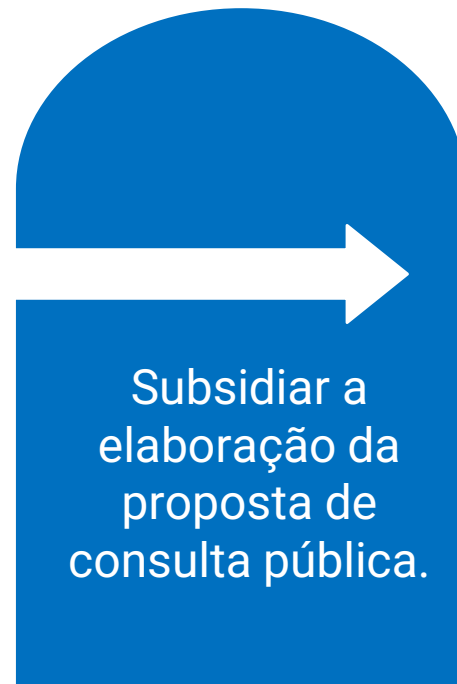 Subsidiar a
elaboração da
proposta de
consulta pública.